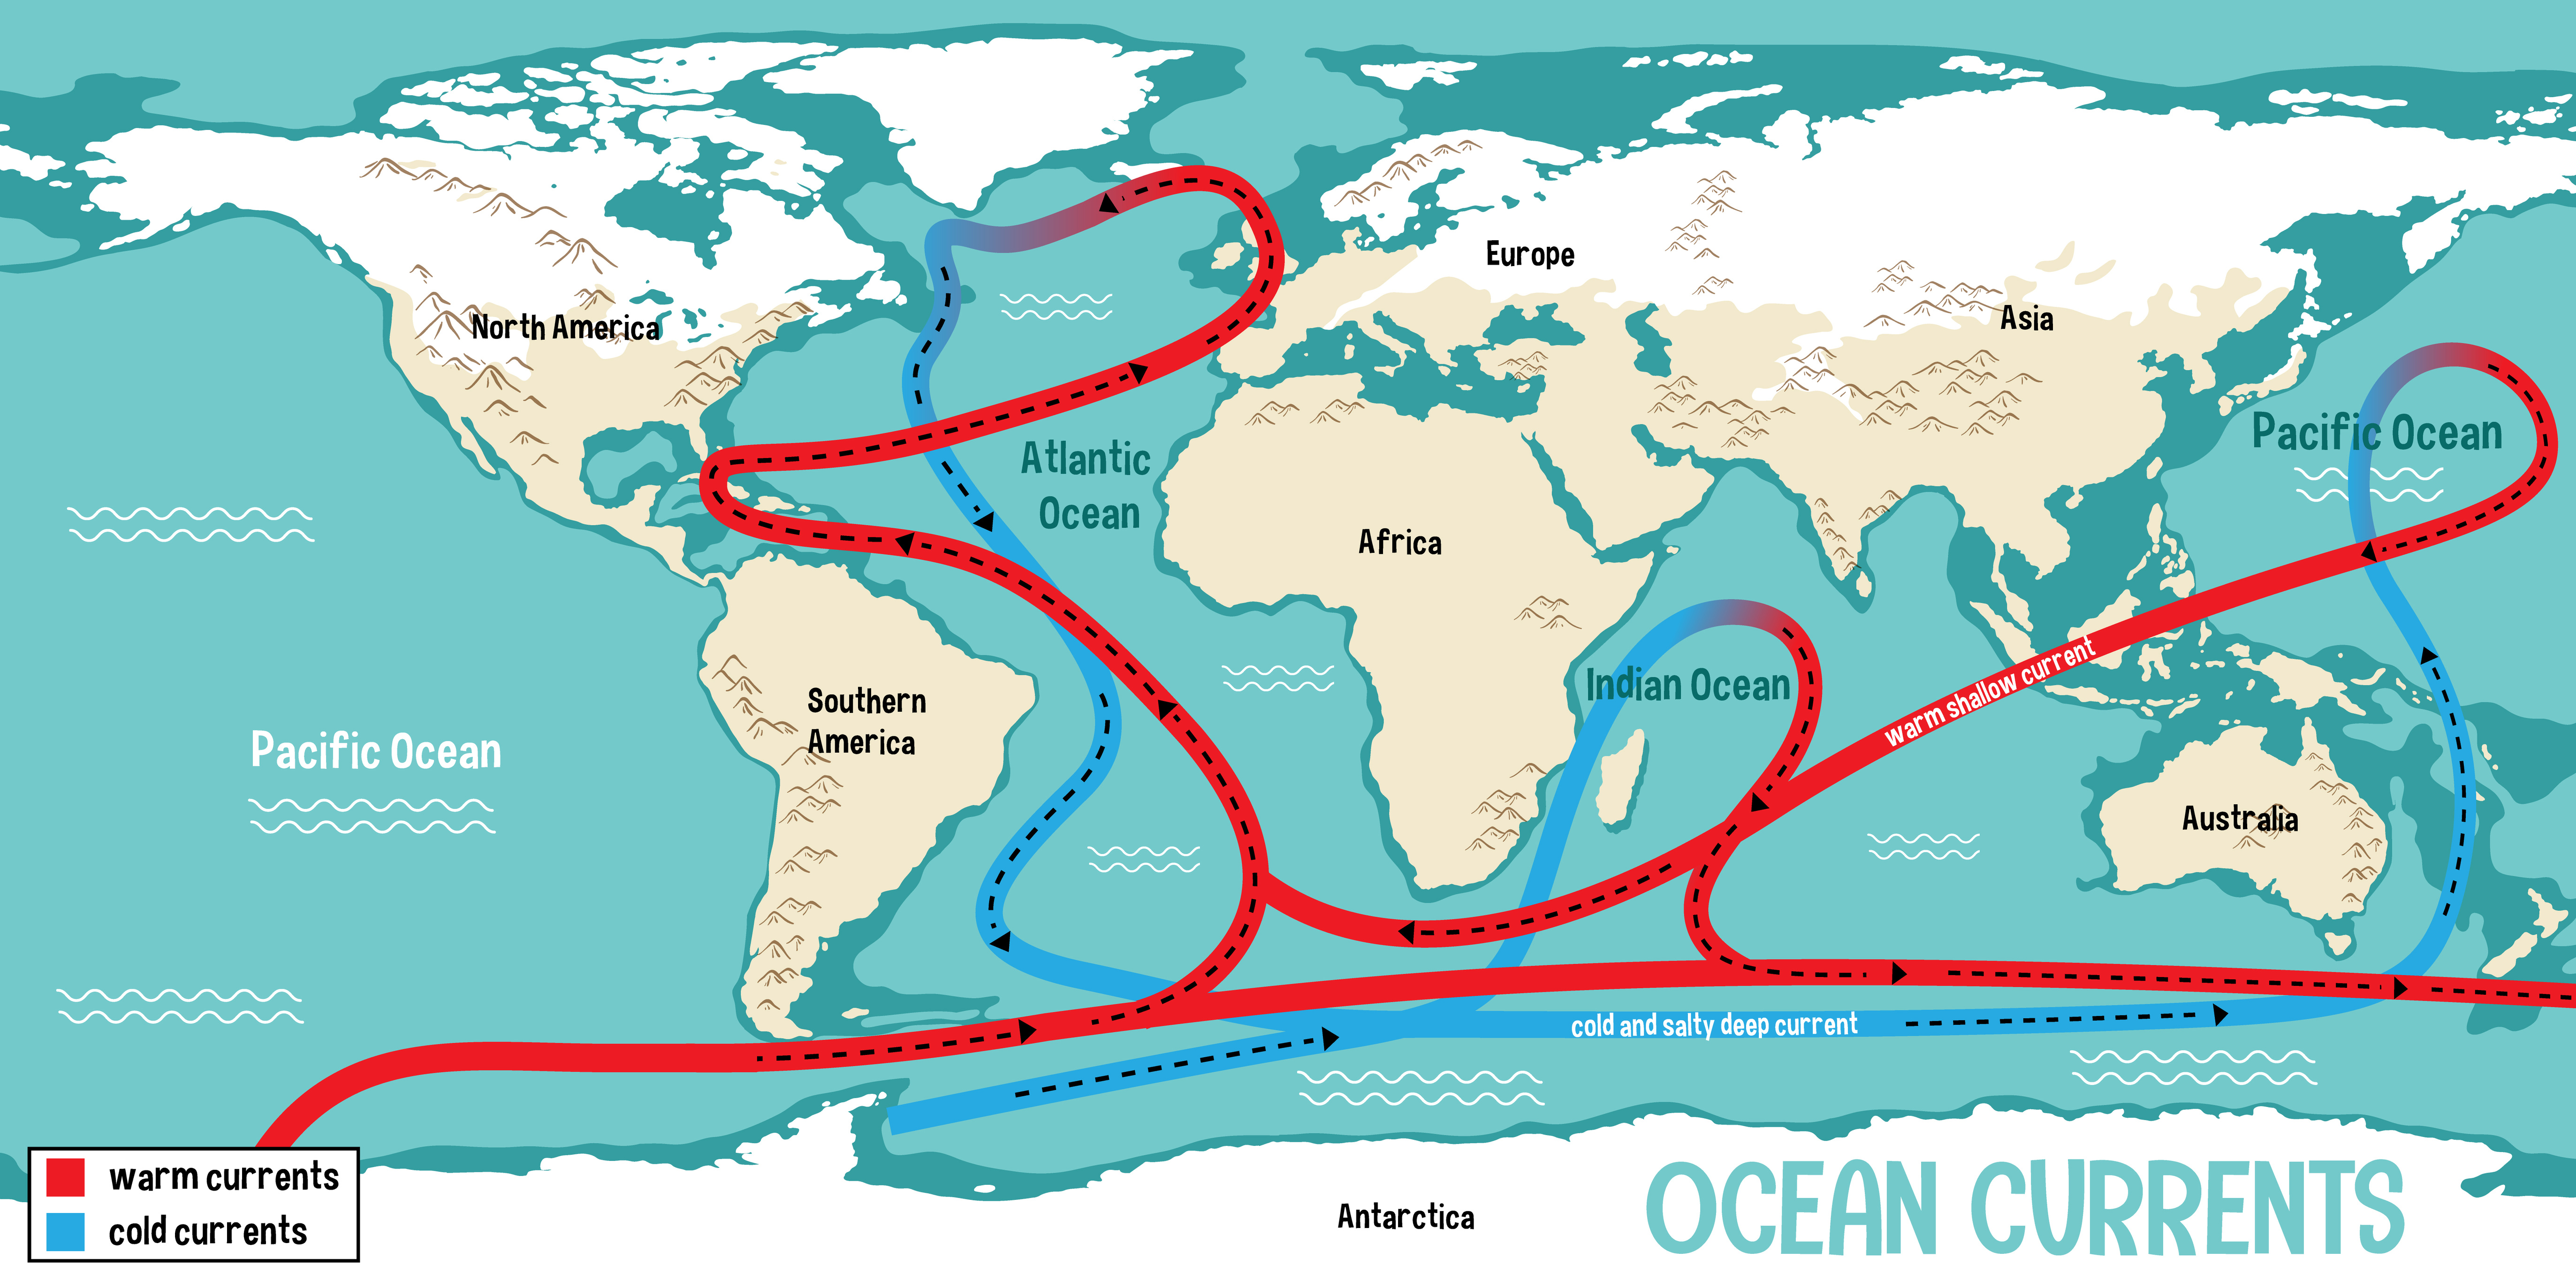 Europe
North America
Asia
Pacific Ocean
Atlantic
Ocean
Africa
Indian Ocean
warm shallow current
Southern
America
Pacific Ocean
Australia
cold and salty deep current
warm currents
cold currents
Antarctica
OCEAN CURRENTS